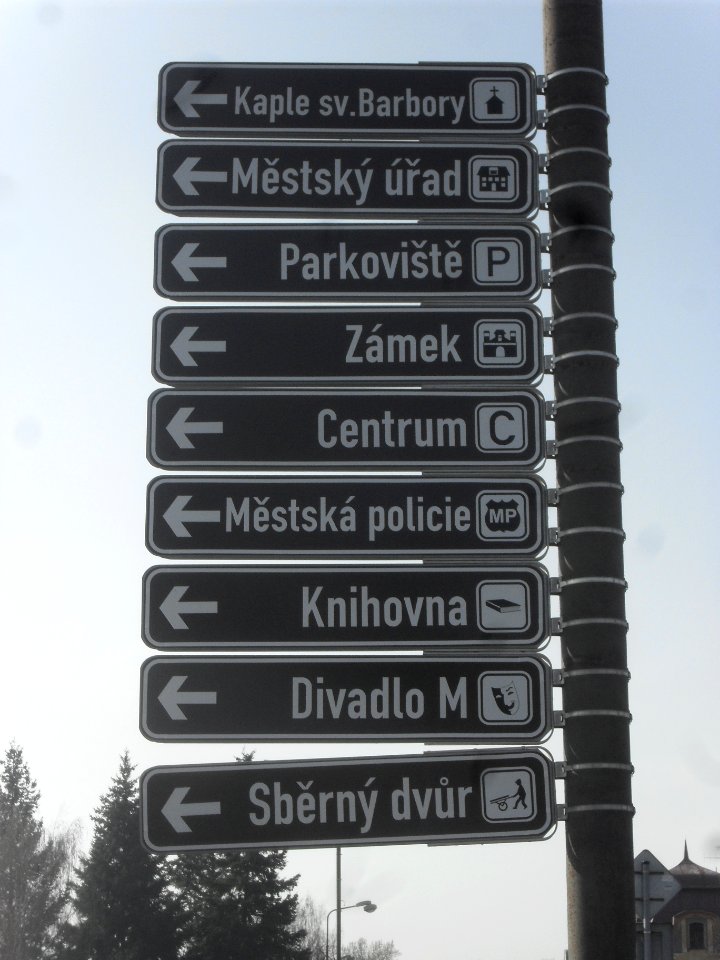 Kaple sv.Barbory
Městský úřad
Parkoviště P
Zámek
Centrum C
Městská policie MP
Knihovna
Divadlo M
Sběrný dvůr